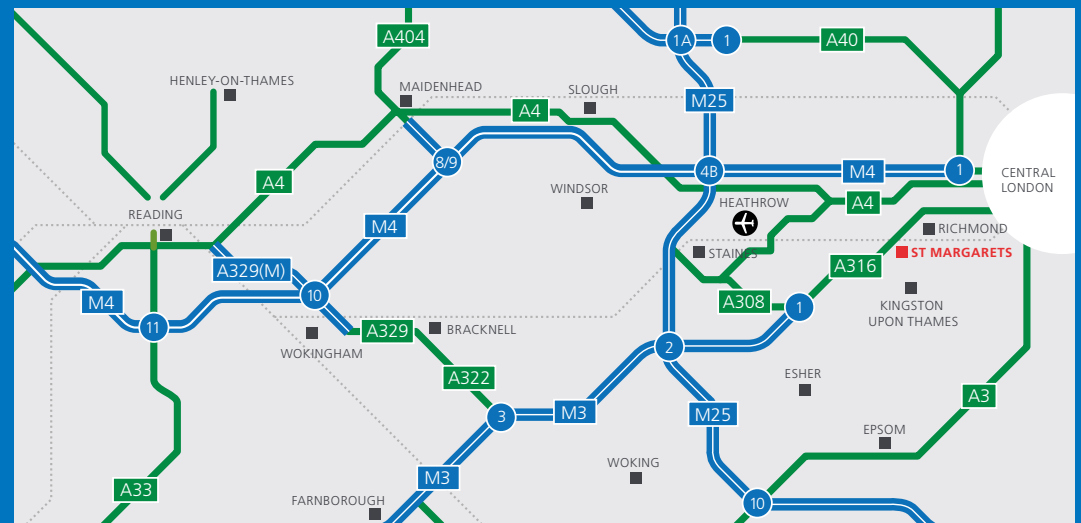 A404
1A
1
A40
HENLEY-ON-THAMES
MAIDENHEAD
SLOUGH
M25
A4
8/9
4B
M4
1
CENTRAL
LONDON
A4
WINDSOR
HEATHROW
A4
READING
M4
RICHMOND
STAINES
ST MARGARETS
A329(M)
A316
M4
10
A308
1
KINGSTON
UPON THAMES
11
A329
BRACKNELL
WOKINGHAM
2
ESHER
A322
A3
3
M3
M25
EPSOM
WOKING
M3
A33
FARNBOROUGH
10